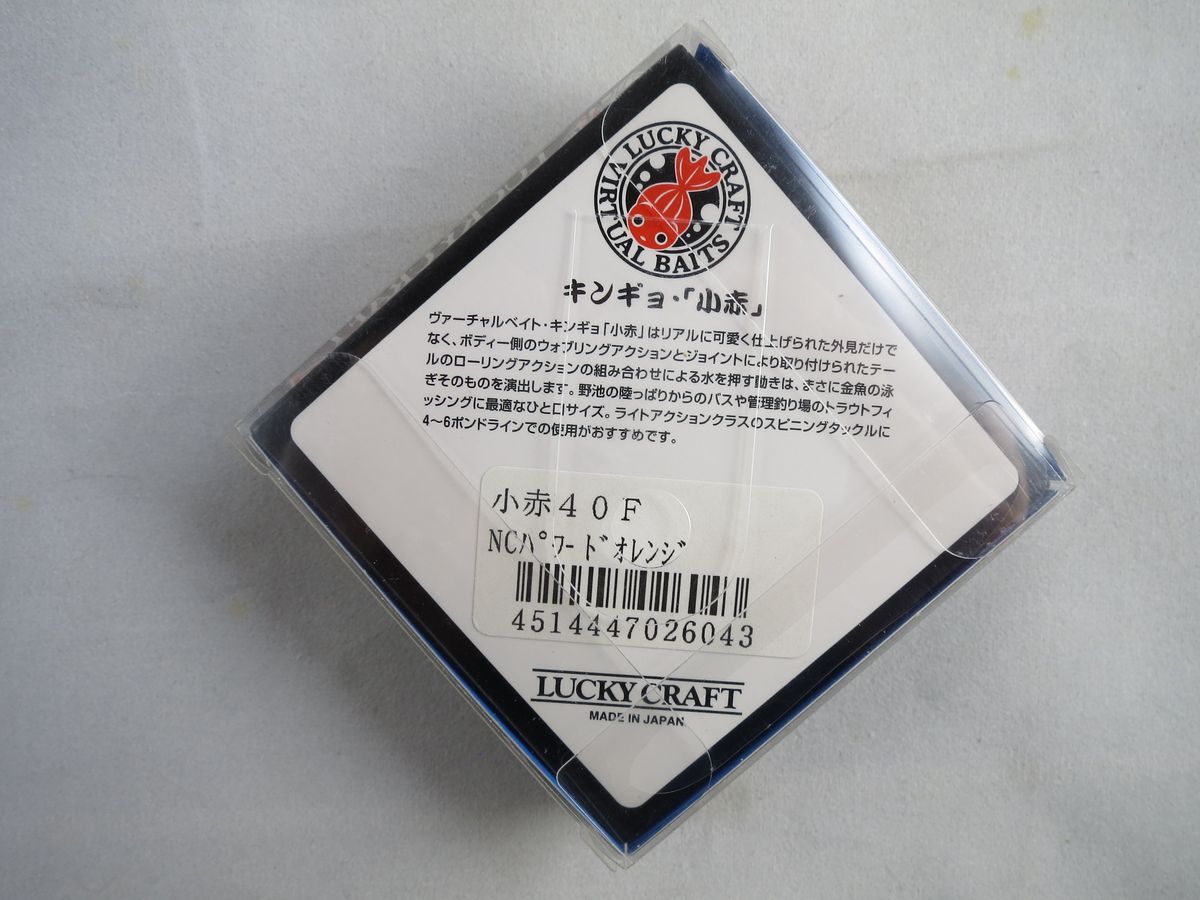 LUCKY CRAFT
VIRTUAL BAITS
キンギョ・「小赤」
ヴァーチャルベイト・キンギョ「小赤」はリアルに可愛く仕上げられた外見だけで
なく、ボディー側のウォブリングアクションとジョイントにより取り付けられたテー
ルのローリングアクションの組み合わせによる水を押す動きは、まさに金魚の泳
ぎそのものを演出します。野池の陸っぱりからのバスや管理釣り場のトラウトフィ
ッシングに最適なひと口サイズ。ライトアクションクラスのスピニングタックルに
4〜6ポンドラインでの使用がおすすめです。
小赤40F
NCパワードオレンジ
4514447026043
LUCKY CRAFT
MADE IN JAPAN